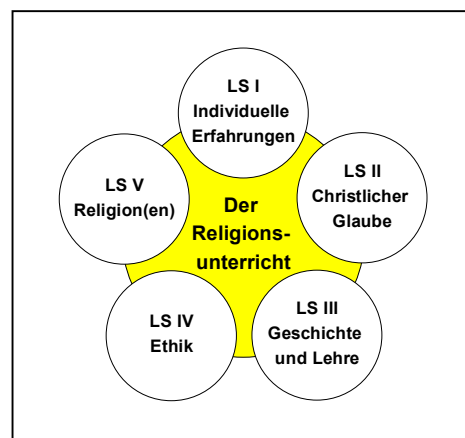 LS I
Individuelle
Erfahrungen
LS II
Christlicher
Glaube
LS V
Religion(en)
Der
Religions-
unterricht
LS IV
Ethik
LS III
Geschichte
und Lehre